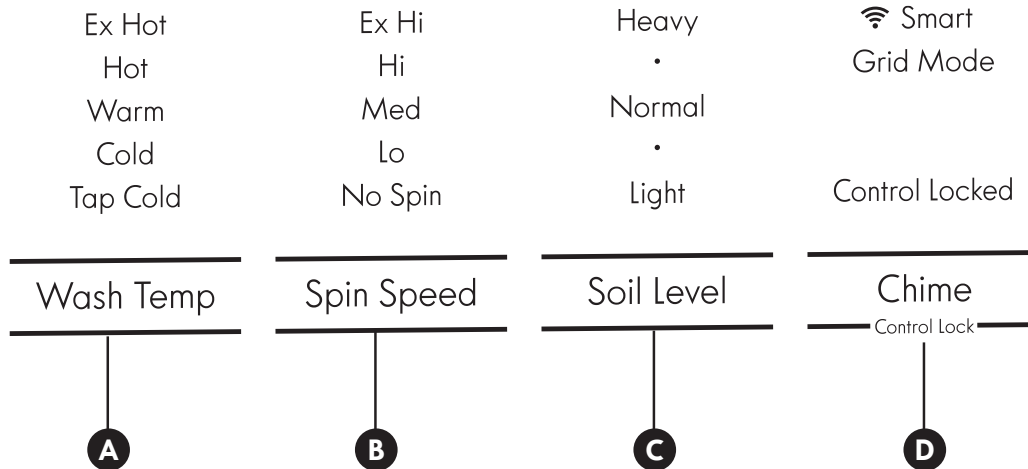 Ex Hot
Hot
Warm
Cold
Tap Cold
Wash Temp
A
Ex Hi
Hi
Med
Lo
No Spin
Spin Speed
B
Heavy
•
Normal
•
Light
Soil Level
C
Smart
Grid Mode
Control Locked
Chime
Control Lock
D